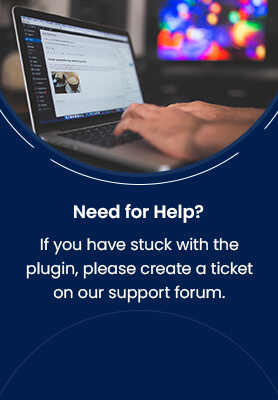 Need for Help?
If you have stuck with the
plugin, please create a ticket
on our support forum.